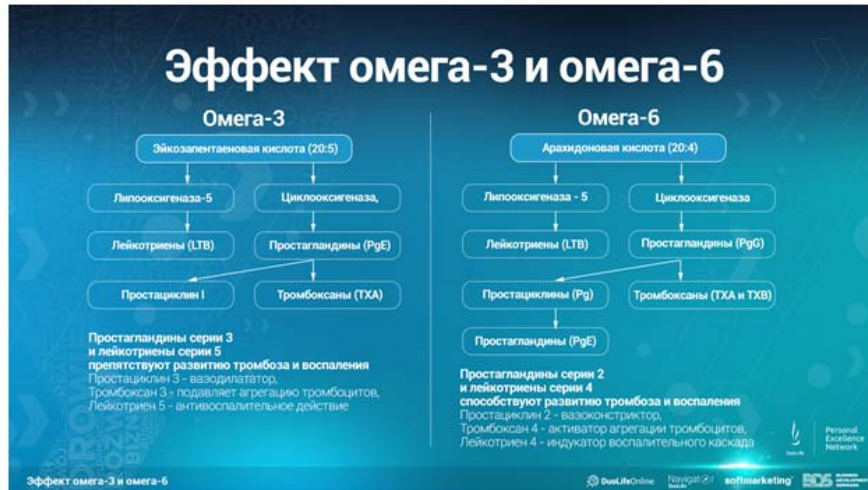 Эффект омега-3 и омега-6
Омега-3
Эйкозапентаеновая кислота (20:5)
Липооксигеназа-5
Циклооксигеназа,
Лейкотриены (LTB)
Простагландины (PgE)
Простациклин I
Тромбоксаны (TXA)
Простагландины серии 3
и лейкотриены серии 5
препятствуют развитию тромбоза и воспаления
Простациклин 3 - вазодилататор,
Тромбоксан 3 - подавляет агрегацию тромбоцитов,
Лейкотриен 5 - антивоспалительное действие
Омега-6
Арахидоновая кислота (20:4)
Липооксигеназа - 5
Циклооксигеназа
Лейкотриены (LTB)
Простагландины (PgG)
Простациклины (Pg)
Тромбоксаны (TXA и TXB)
Простагландины (PgE)
Простагландины серии 2
и лейкотриены серии 4
способствуют развитию тромбоза и воспаления
Простациклин 2 - вазоконстриктор,
Тромбоксан 4 - активатор агрегации тромбоцитов,
Лейкотриен 4 - индукатор воспалительного каскада
Personal
Excellence
Network
Эффект омега-3 и омега-6
DuoLifeOnline
Navigator
softmarketing
BDS